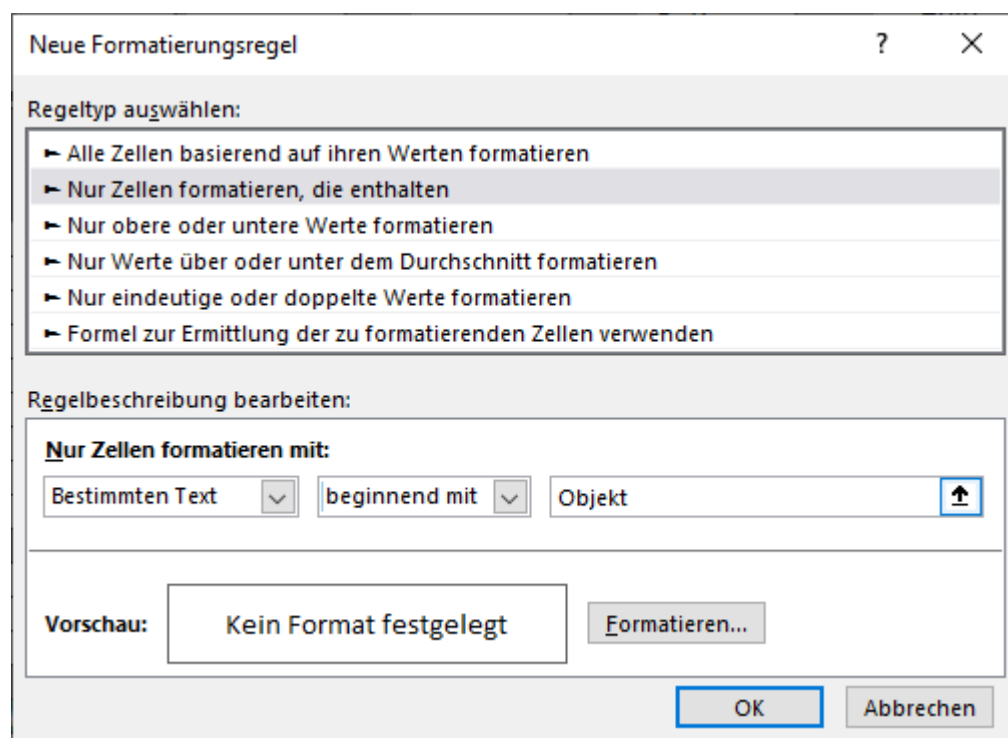 Neue Formatierungsregel ?
Regeltyp auswählen:
Alle Zellen basierend auf ihren Werten formatieren
Nur Zellen formatieren, die enthalten
Nur obere oder untere Werte formatieren
Nur Werte über oder unter dem Durchschnitt formatieren
Nur eindeutige oder doppelte Werte formatieren
Formel zur Ermittlung der zu formatierenden Zellen verwenden
Regelbeschreibung bearbeiten:
Nur Zellen formatieren mit:
Bestimmten Text beginnend mit Objekt
Vorschau: Kein Format festgelegt Formatieren...
OK Abbrechen